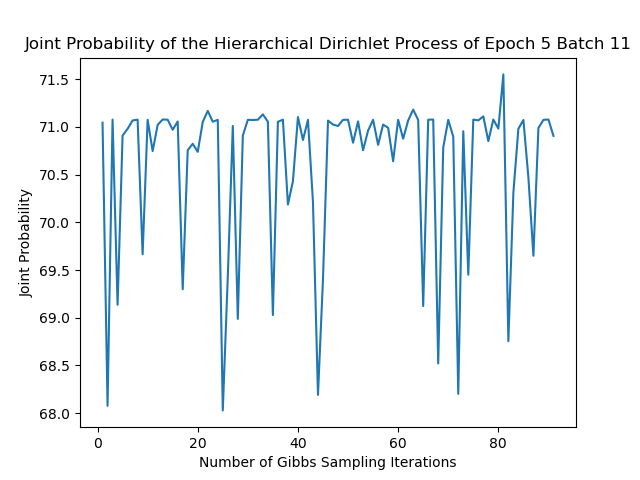 Joint Probability of the Hierarchical Dirichlet Process of Epoch 5 Batch 11
71.5
71.0
70.5
70.0
69.5
69.0
68.5
68.0
Joint Probability
0 20 40 60 80
Number of Gibbs Sampling Iterations